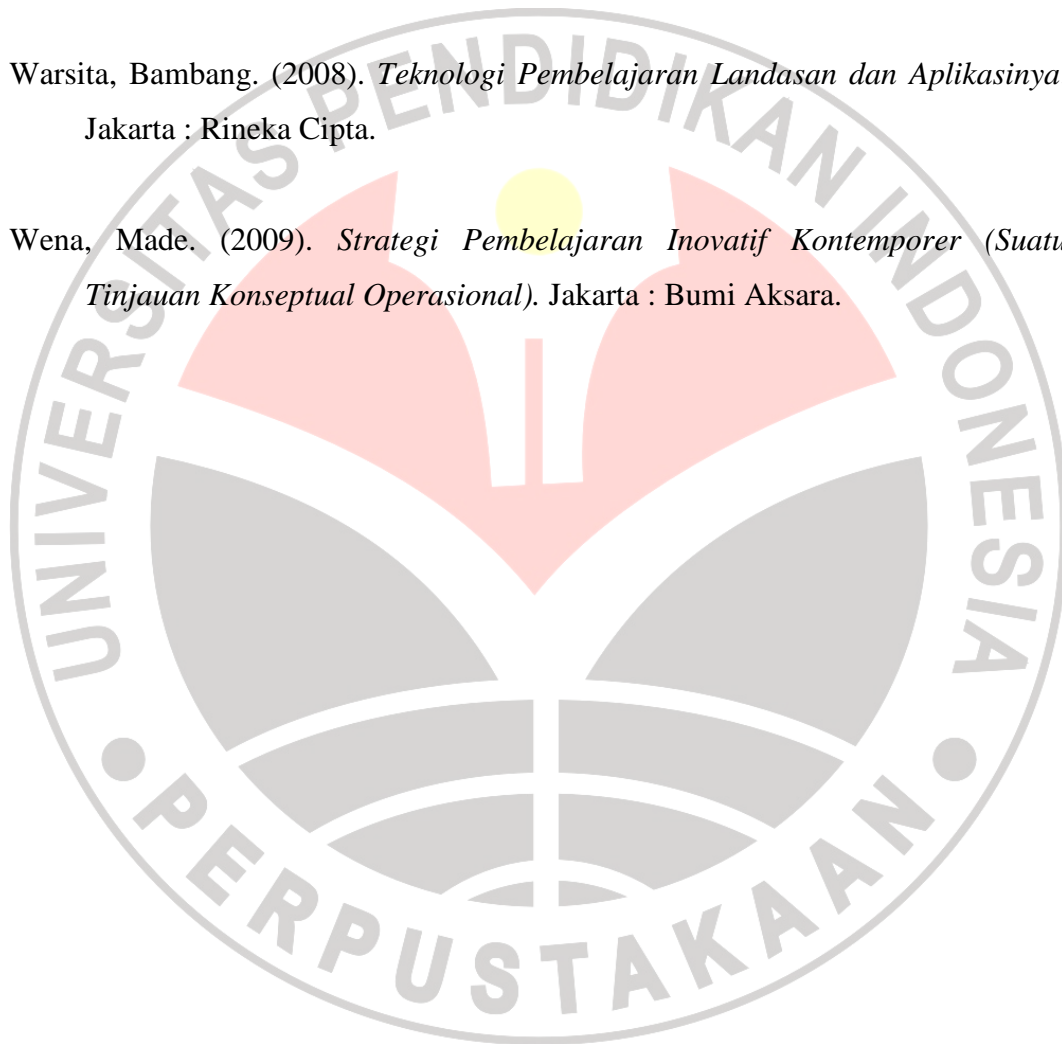 Warsita, Bambang. (2008). Teknologi Pembelajaran Landasan dan Aplikasinya
Jakarta : Rineka Cipta.
Wena, Made. (2009). Strategi Pembelajaran Inovatif Kontemporer (Suatu
Tinjauan Konseptual Operasional). Jakarta : Bumi Aksara.
UNIVERSITAS PENDIDIKAN INDONESIA
PERPUSTAKAAN